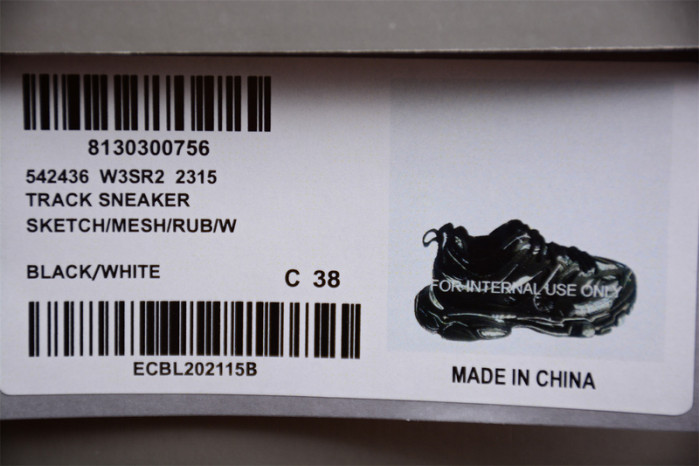 8130300756
542436 W3SR2 2315
TRACK SNEAKER
SKETCH/MESH/RUB/W
BLACK/WHITE
C 38
ECBL202115B
FOR INTERNAL USE ONLY
MADE IN CHINA